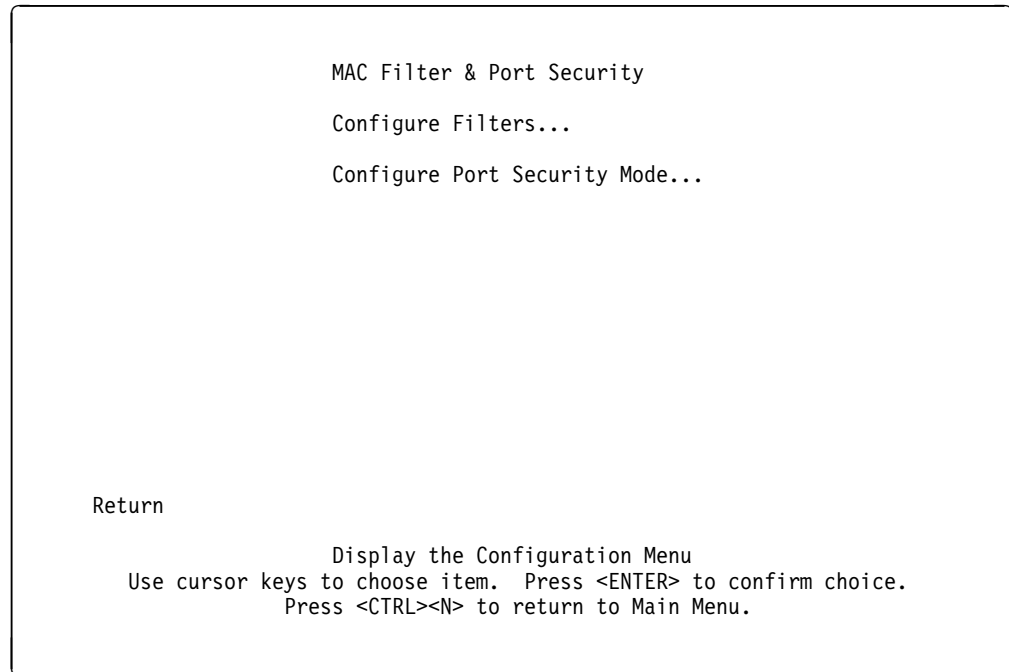 MAC Filter & Port Security
Configure Filters...
Configure Port Security Mode...
Return
Display the Configuration Menu
Use cursor keys to choose item.  Press <ENTER> to confirm choice.
Press <CTRL><N> to return to Main Menu.